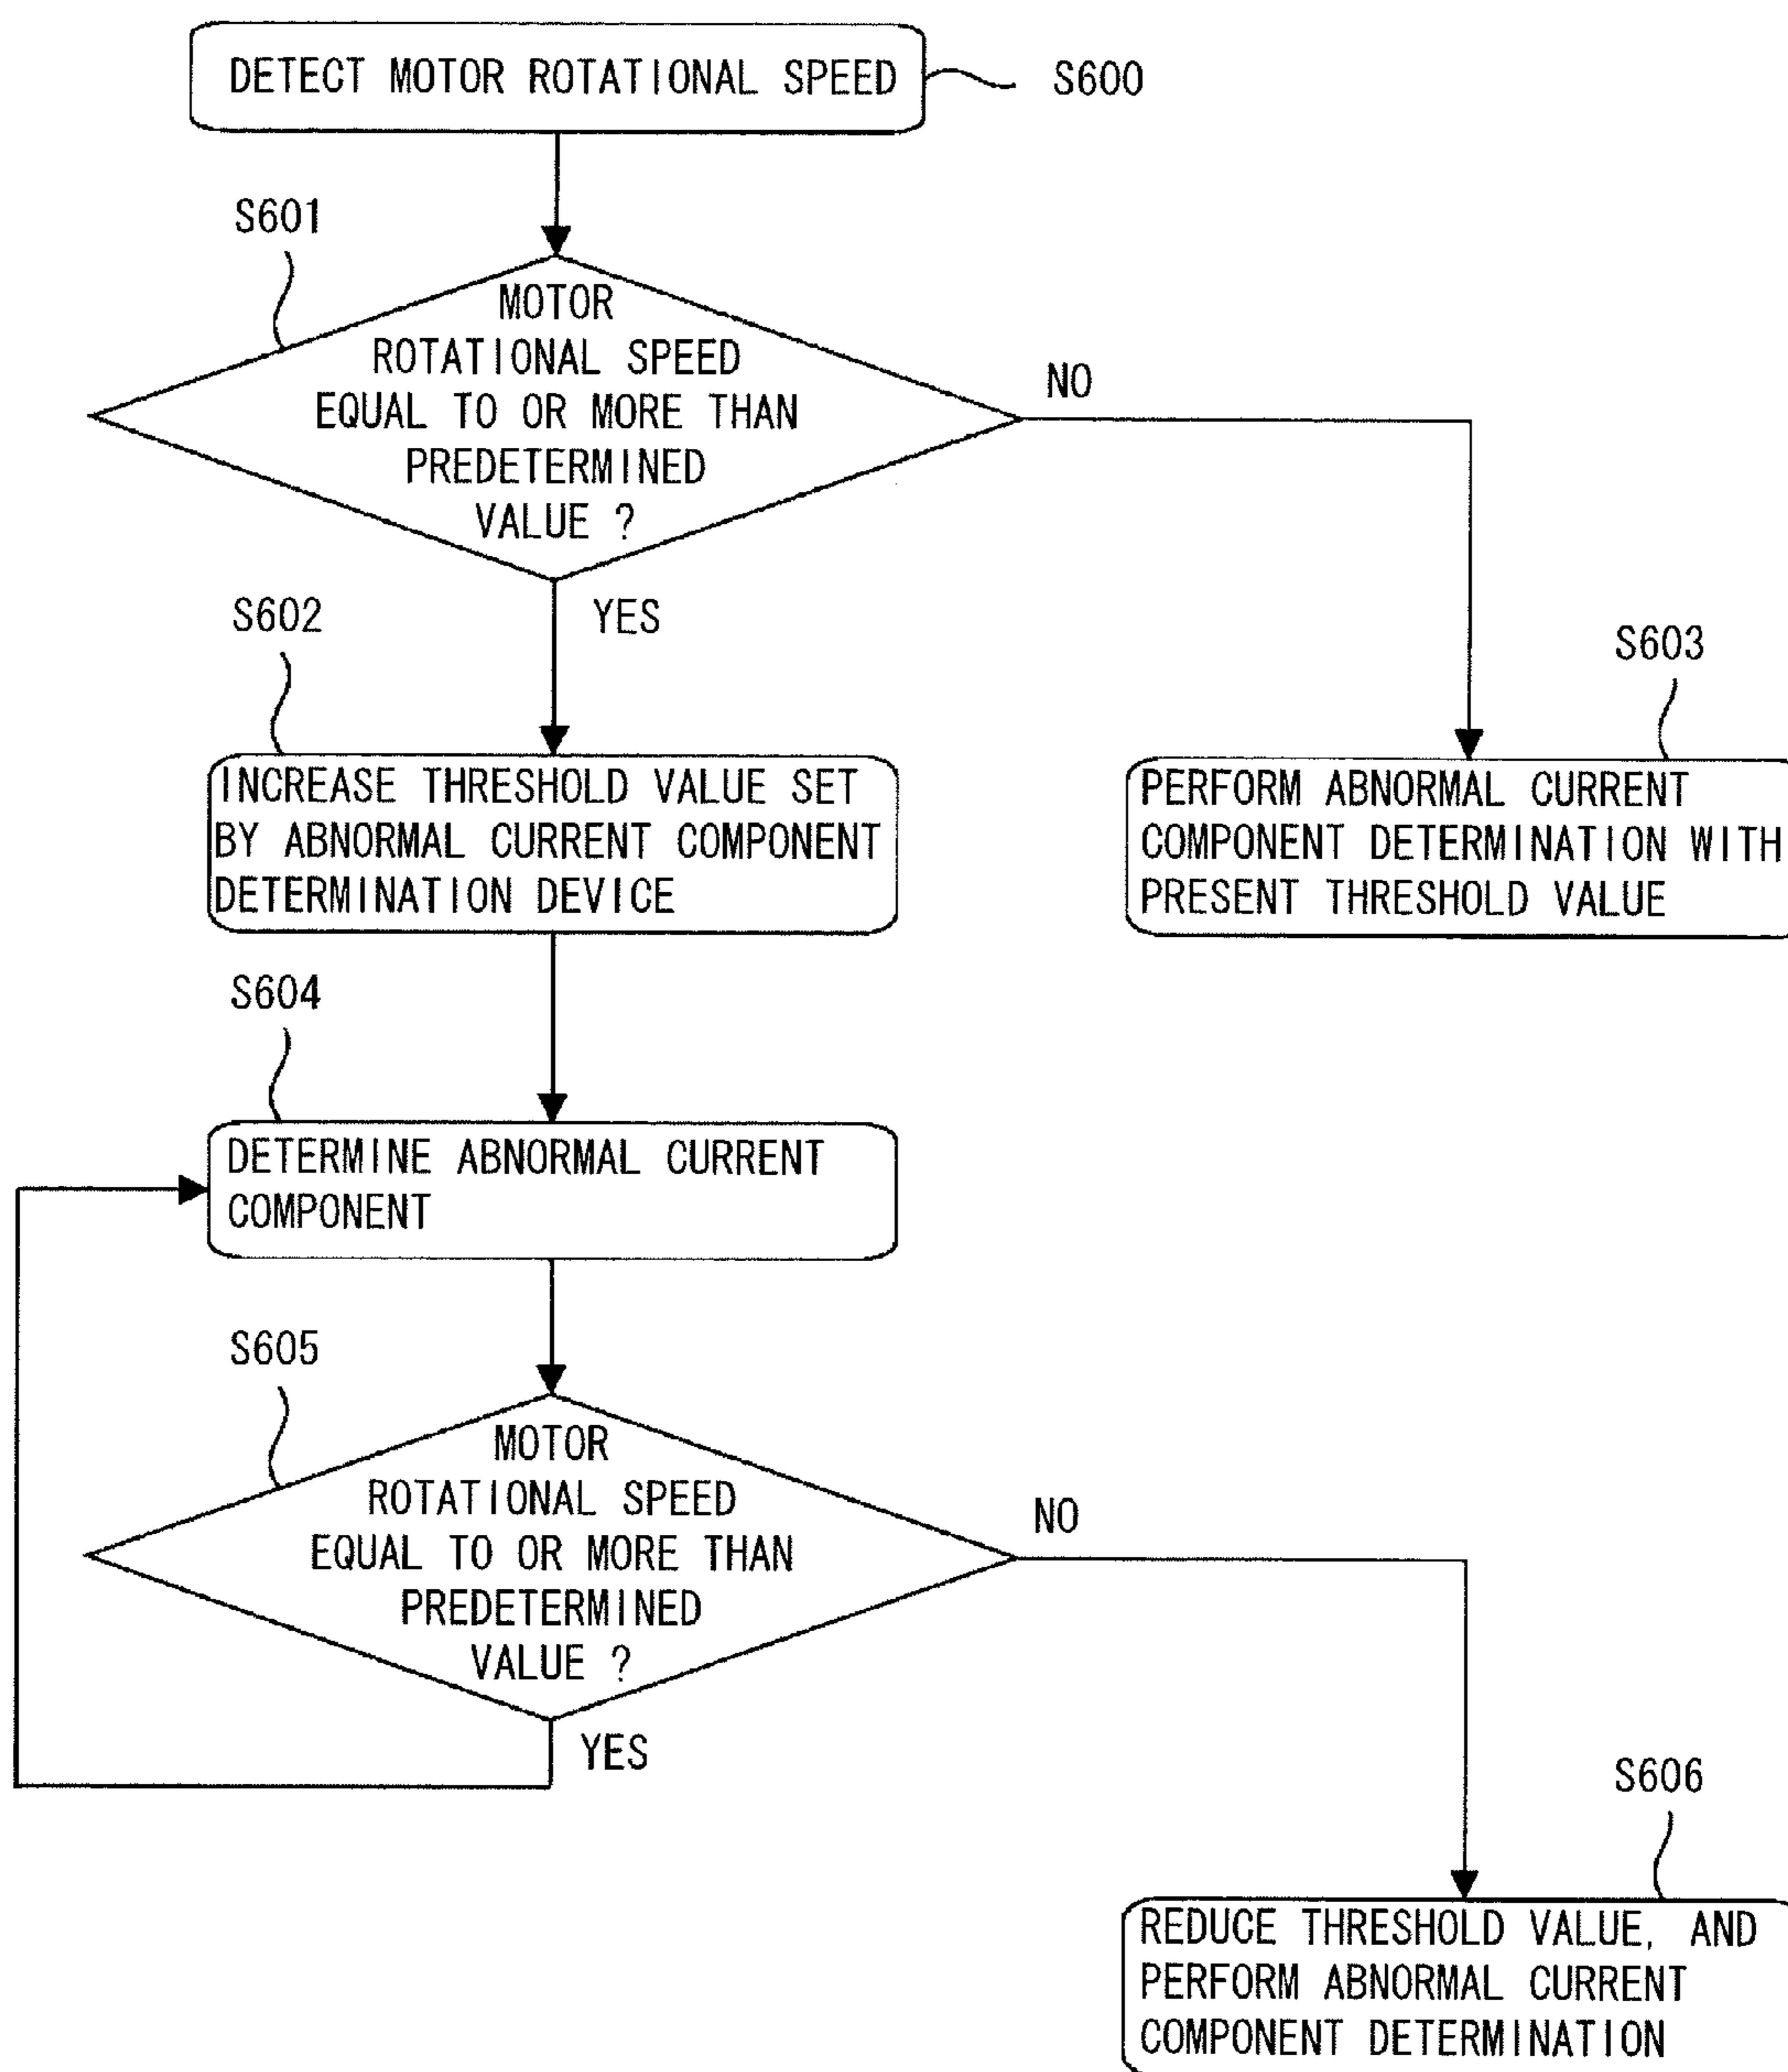 DETECT MOTOR ROTATIONAL SPEED
S600
S601
MOTOR
ROTATIONAL SPEED
EQUAL TO OR MORE THAN
PREDETERMINED
VALUE ?
NO
YES
S602
INCREASE THRESHOLD VALUE SET
BY ABNORMAL CURRENT COMPONENT
DETERMINATION DEVICE
S603
PERFORM ABNORMAL CURRENT
COMPONENT DETERMINATION WITH
PRESENT THRESHOLD VALUE
S604
DETERMINE ABNORMAL CURRENT
COMPONENT
S605
MOTOR
ROTATIONAL SPEED
EQUAL TO OR MORE THAN
PREDETERMINED
VALUE ?
NO
YES
S606
REDUCE THRESHOLD VALUE, AND
PERFORM ABNORMAL CURRENT
COMPONENT DETERMINATION